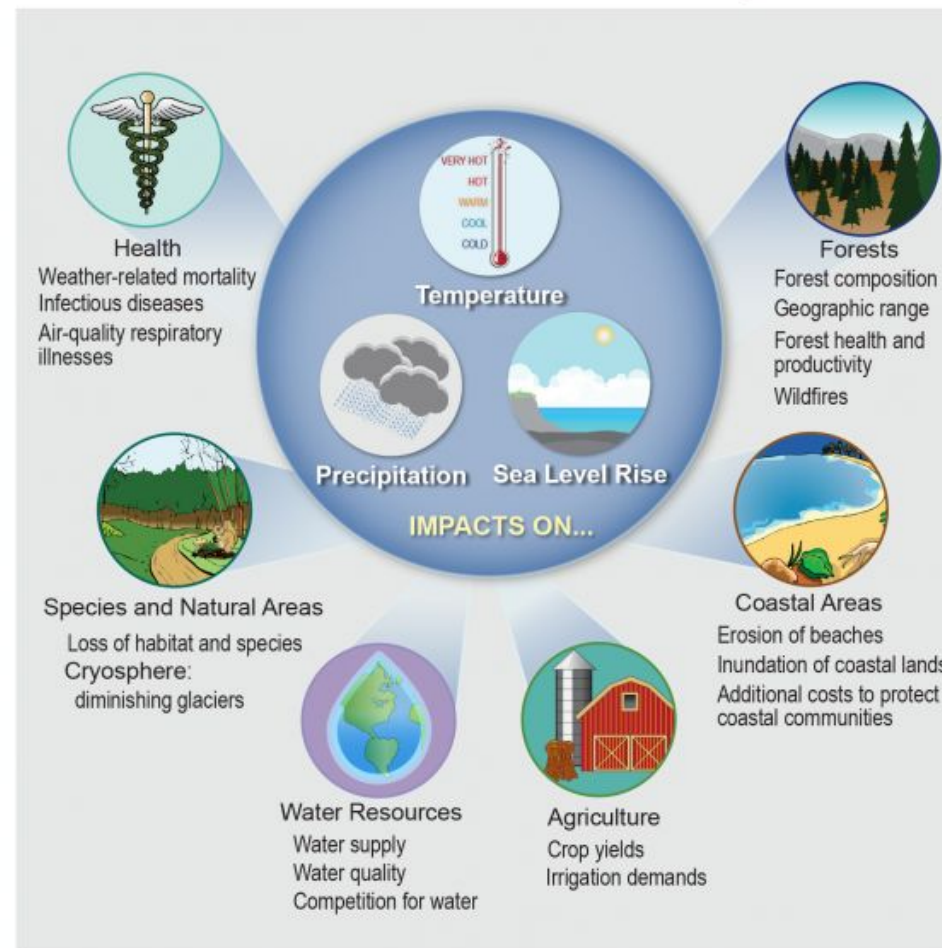 VERY HOT
HOT
WARM
COOL
COLD
Temperature
Precipitation
Sea Level Rise
IMPACTS ON...
Health
Weather-related mortality
Infectious diseases
Air-quality respiratory
illnesses
Species and Natural Areas
Loss of habitat and species
Cryosphere:
diminishing glaciers
Water Resources
Water supply
Water quality
Competition for water
Agriculture
Crop yields
Irrigation demands
Coastal Areas
Erosion of beaches
Inundation of coastal lands
Additional costs to protect
coastal communities
Forests
Forest composition
Geographic range
Forest health and
productivity
Wildfires